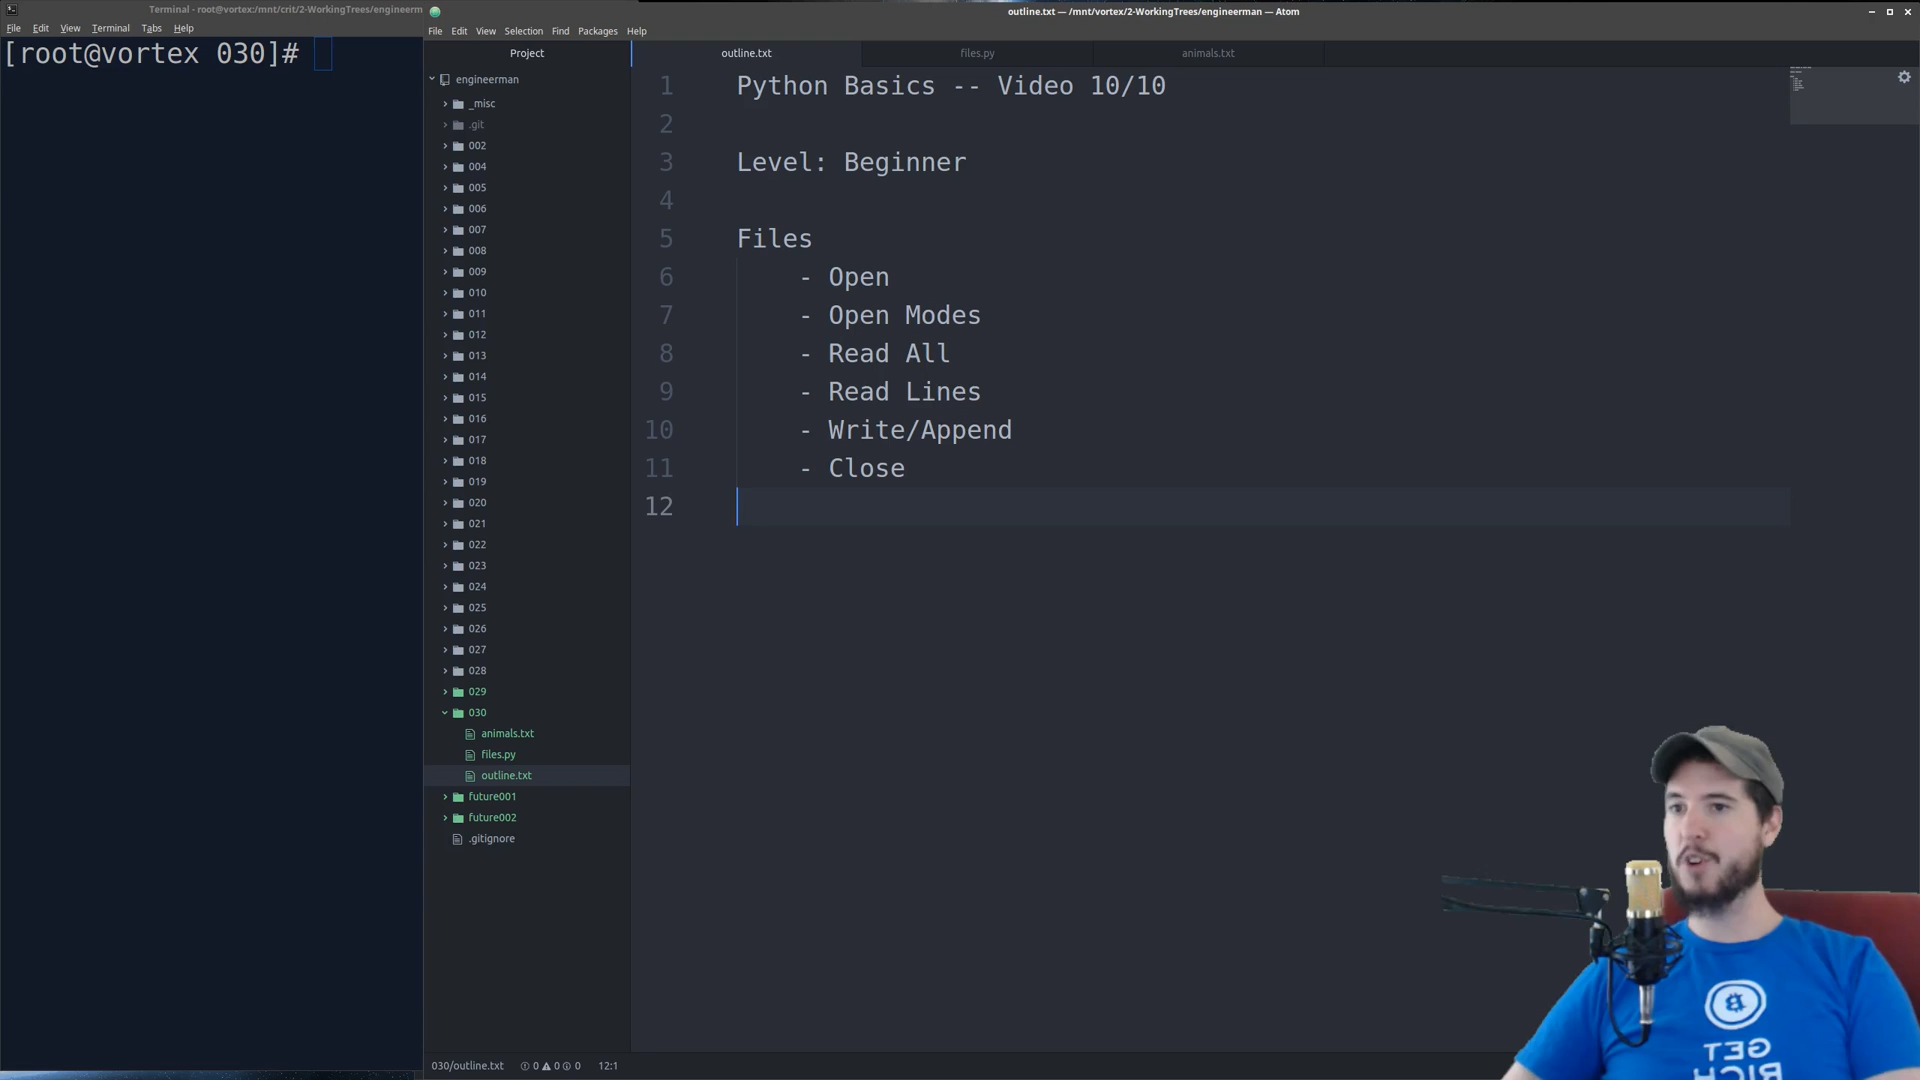 Terminal - root@vortex:/mnt/crit/2-WorkingTrees/engineerm
File Edit View Terminal Tabs Help
[root@vortex 030]#
outline.txt — /mnt/vortex/2-WorkingTrees/engineerman — Atom
File Edit View Selection Find Packages Help
Project
engineerman
_misc
.git
002
004
005
006
007
008
009
010
011
012
013
014
015
016
017
018
019
020
021
022
023
024
025
026
027
028
029
030
animals.txt
files.py
outline.txt
future001
future002
.gitignore
outline.txt files.py animals.txt
1 Python Basics -- Video 10/10
2
3 Level: Beginner
4
5 Files
6 - Open
7 - Open Modes
8 - Read All
9 - Read Lines
10 - Write/Append
11 - Close
12
030/outline.txt 0 0 0 12:1
GET
RICH